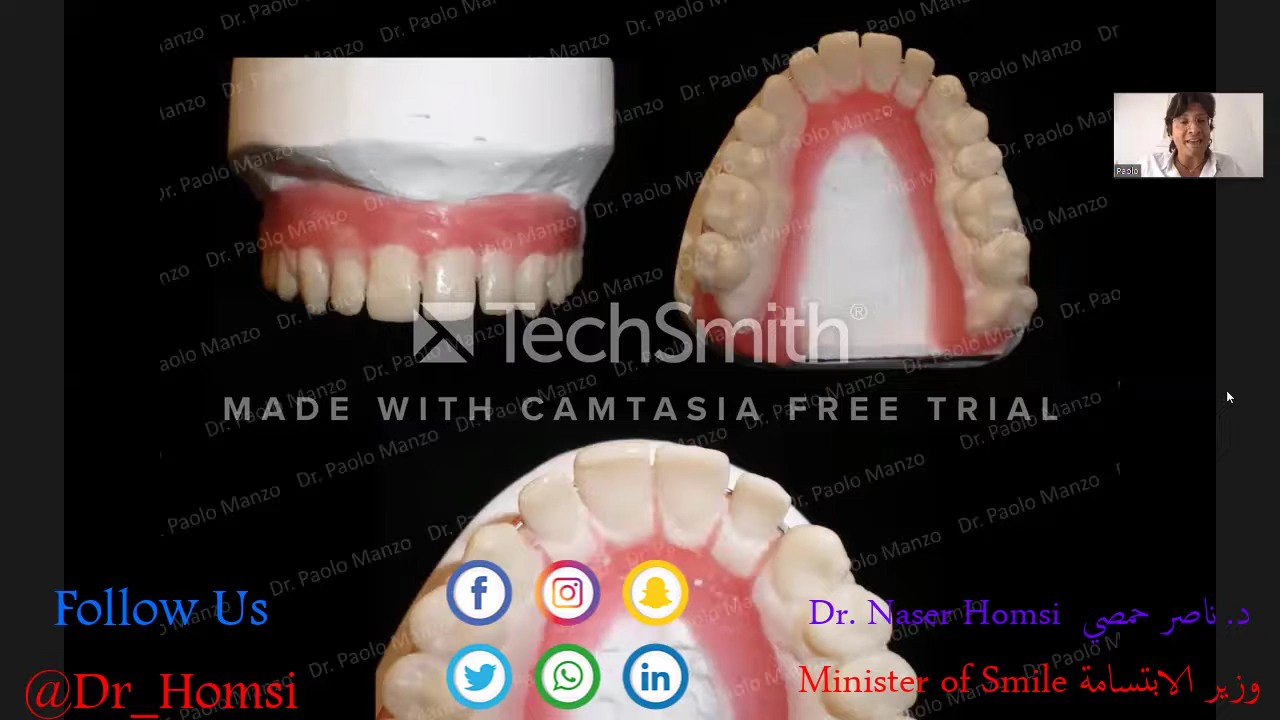 Dr. Paolo Manzo
Paolo
TechSmith®
MADE WITH CAMTASIA FREE TRIAL
Follow Us
@Dr_Homsi
Dr. Naser Homsi د. ناصر حمصي
Minister of Smile وزير الابتسامة